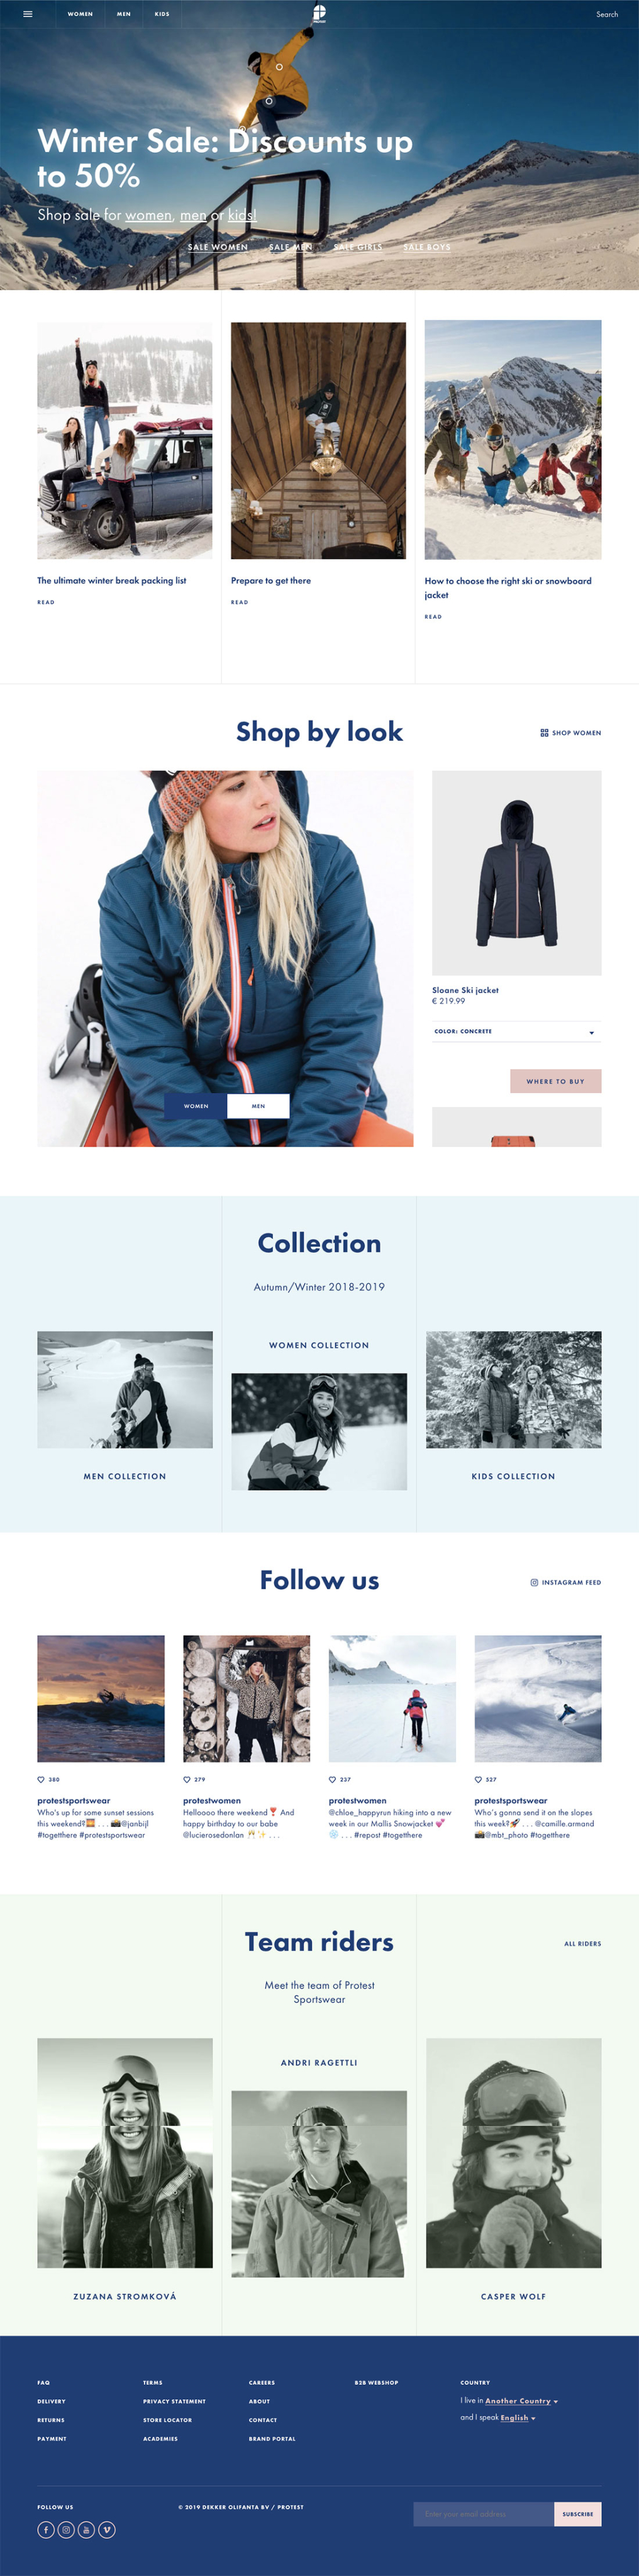 WOMEN
MEN
KIDS
PROTEST
Search
Winter Sale: Discounts up
to 50%
Shop sale for women, men or kids!
SALE WOMEN
SALE MEN
SALE GIRLS
SALE BOYS
The ultimate winter break packing list
READ
Prepare to get there
READ
How to choose the right ski or snowboard
jacket
READ
Shop by look
SHOP WOMEN
Sloane Ski jacket
€ 219.99
COLOR: CONCRETE
WHERE TO BUY
WOMEN
MEN
Collection
Autumn/Winter 2018-2019
WOMEN COLLECTION
MEN COLLECTION
KIDS COLLECTION
Follow us
INSTAGRAM FEED
380
protestsportswear
Who's up for some sunset sessions
this weekend?🌅 . . . 📸@janbijl
#togetthere #protestsportswear
279
protestwomen
Helloooo there weekend ❣️ And
happy birthday to our babe
@lucierosedonlan 🥂✨ . . .
237
protestwomen
@chloe_happyrun hiking into a new
week in our Mallis Snowjacket 💕
❄️ . . . #repost #togetthere
527
protestsportswear
Who's gonna send it on the slopes
this week?🚀 . . . @camille.armand
📸@mbt_photo #togetthere
Team riders
ALL RIDERS
Meet the team of Protest
Sportswear
ANDRI RAGETTLI
ZUZANA STROMKOVÁ
CASPER WOLF
FAQ
DELIVERY
RETURNS
PAYMENT
TERMS
PRIVACY STATEMENT
STORE LOCATOR
ACADEMIES
CAREERS
ABOUT
CONTACT
BRAND PORTAL
B2B WEBSHOP
COUNTRY
I live in Another Country
and I speak English
FOLLOW US
© 2019 DEKKER OLIFANTA BV / PROTEST
Enter your email address
SUBSCRIBE